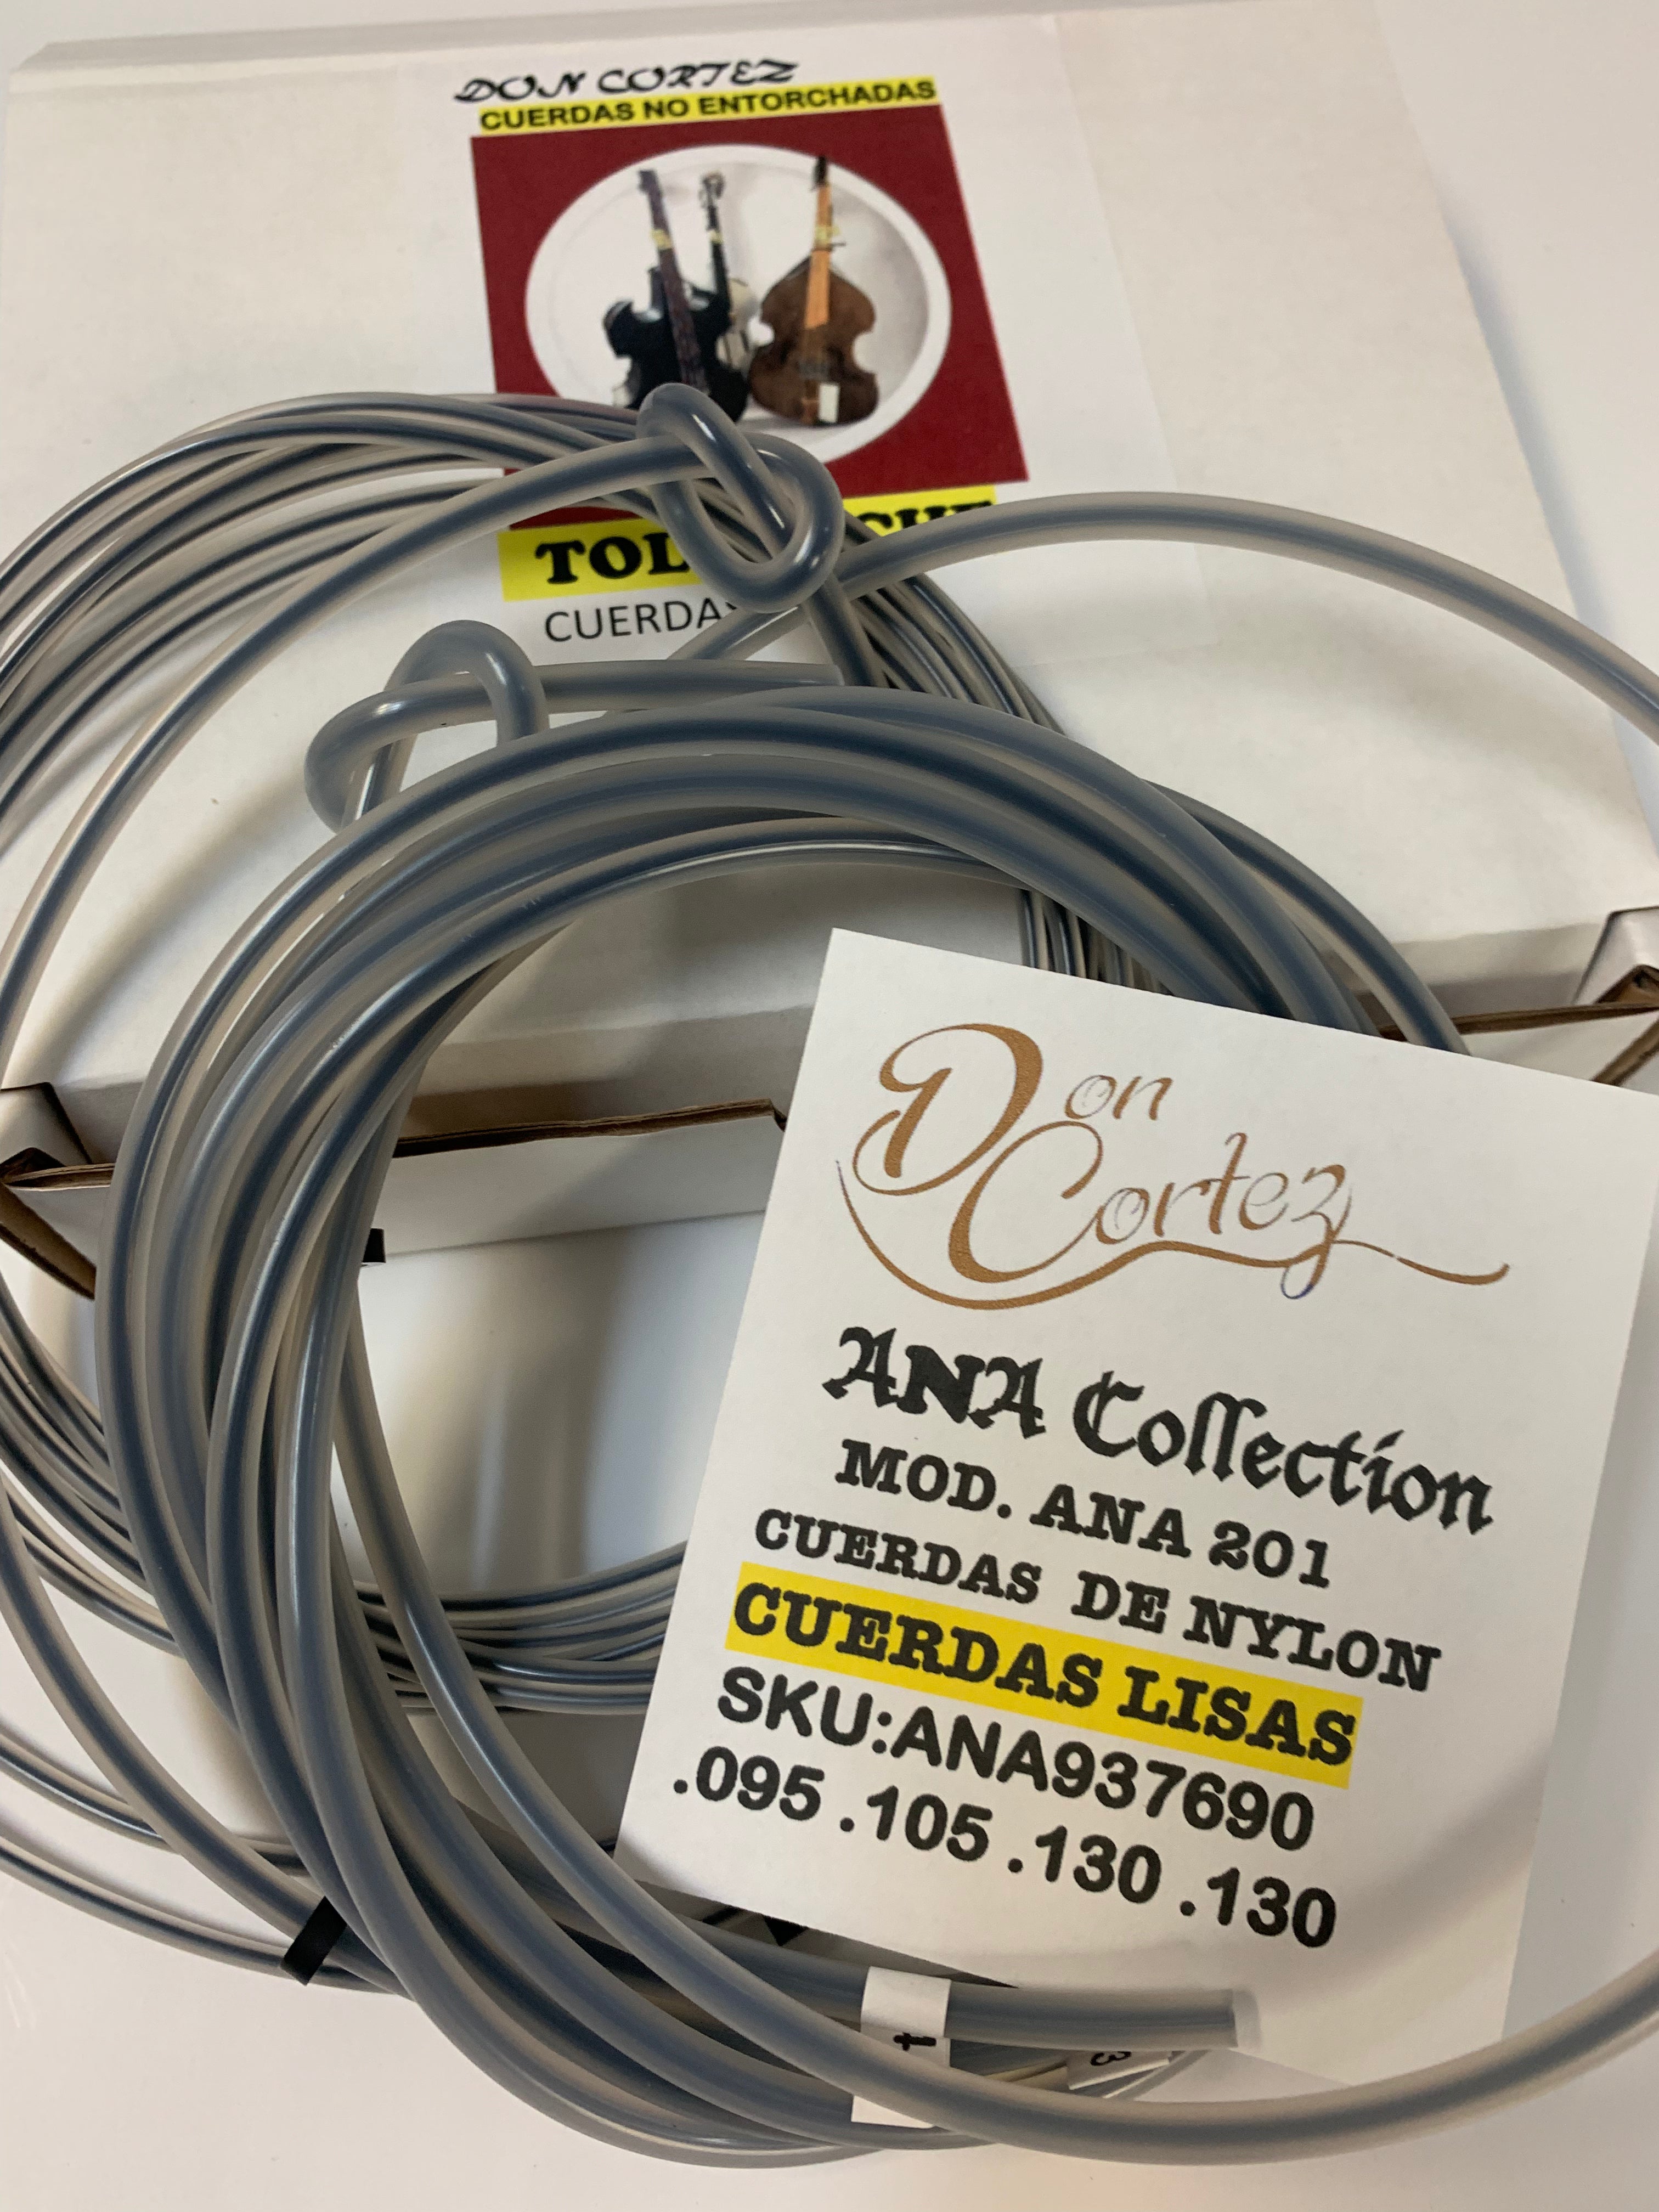 DON CORTEZ
CUERDAS NO ENTORCHADAS
CUERDAS
Don
Cortez
ANA Collection
MOD. ANA 201
CUERDAS DE NYLON
CUERDAS LISAS
SKU:ANA937690
.095 .105 .130 .130
3